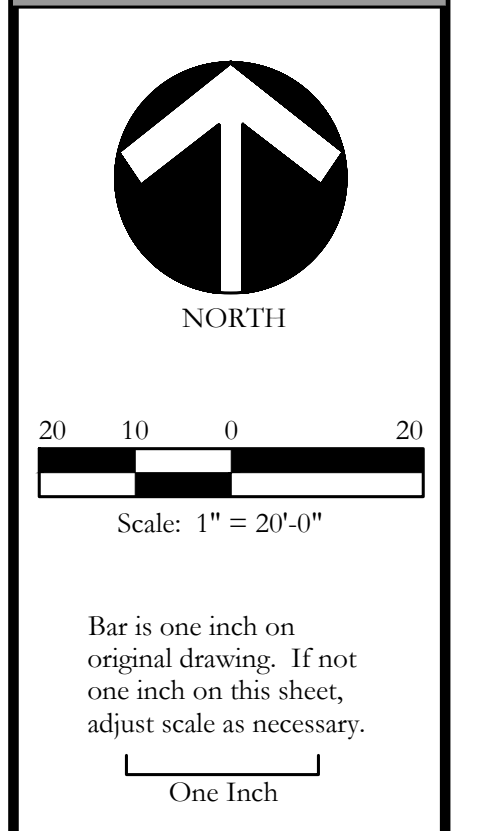 NORTH
20 10 0 20
Scale: 1" = 20'-0"
Bar is one inch on
original drawing. If not
one inch on this sheet,
adjust scale as necessary.
One Inch